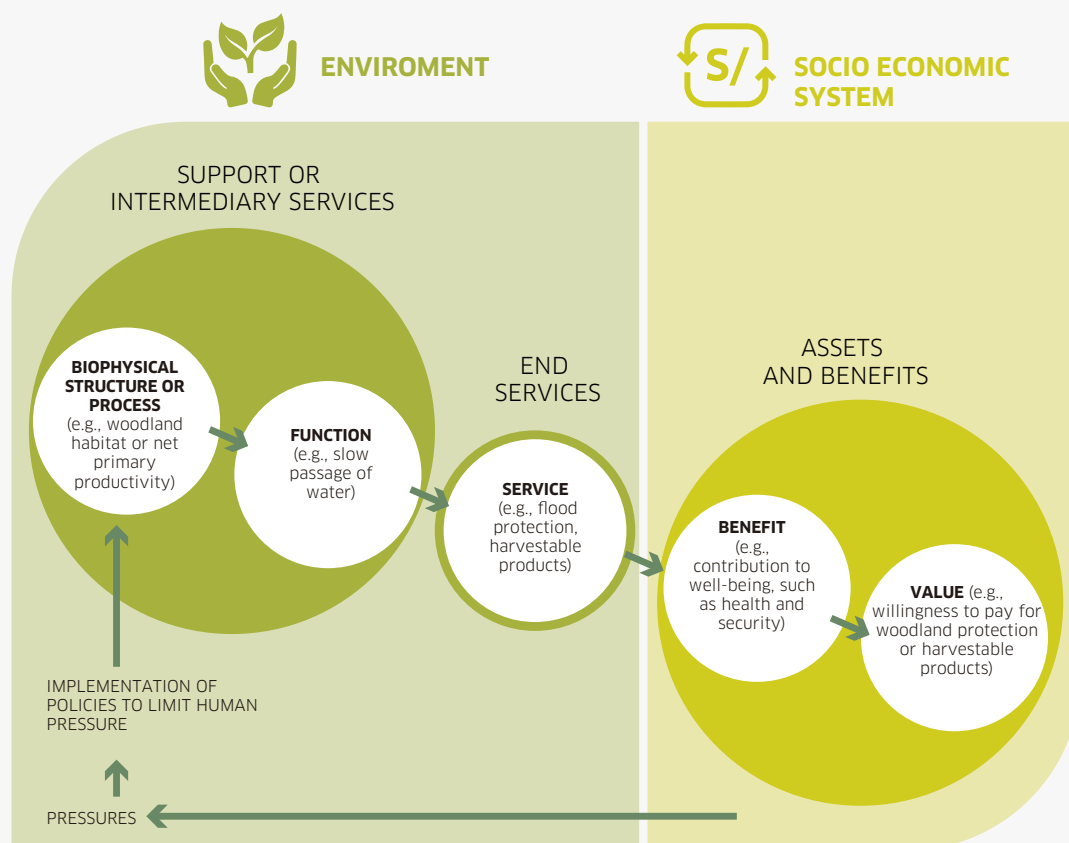 ENVIROMENT
S/
SOCIO ECONOMIC
SYSTEM
SUPPORT OR
INTERMEDIARY SERVICES
BIOPHYSICAL
STRUCTURE OR
PROCESS
(e.g., woodland
habitat or net
primary
productivity)
FUNCTION
(e.g., slow
passage of
water)
END
SERVICES
SERVICE
(e.g., flood
protection,
harvestable
products)
ASSETS
AND BENEFITS
BENEFIT
(e.g.,
contribution to
well-being, such
as health and
security)
VALUE (e.g.,
willingness to pay for
woodland protection
or harvestable
products)
IMPLEMENTATION OF
POLICIES TO LIMIT HUMAN
PRESSURE
PRESSURES